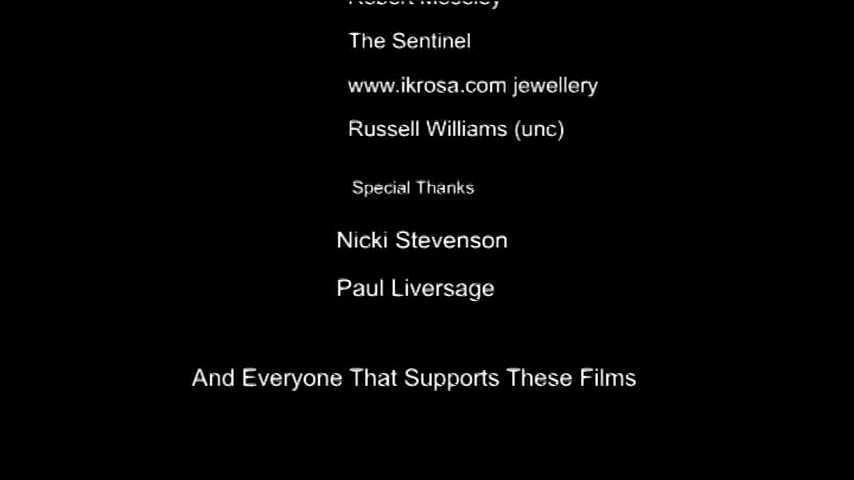 The Sentinel
www.ikrosa.com jewellery
Russell Williams (unc)
Special Thanks
Nicki Stevenson
Paul Liversage
And Everyone That Supports These Films